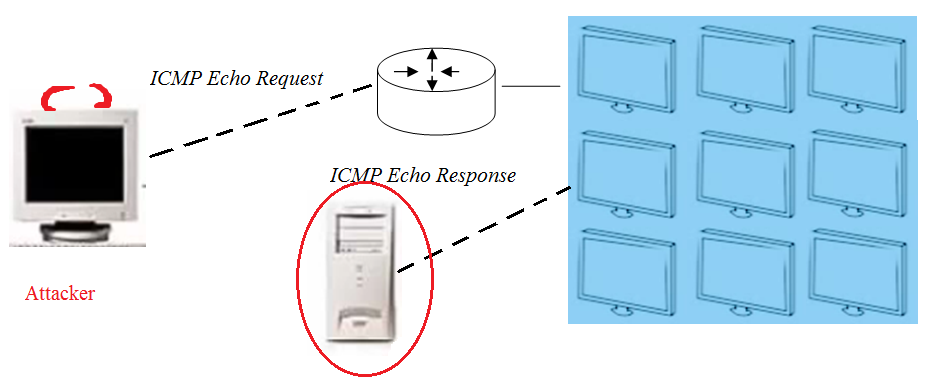 ICMP Echo Request
ICMP Echo Response
Attacker